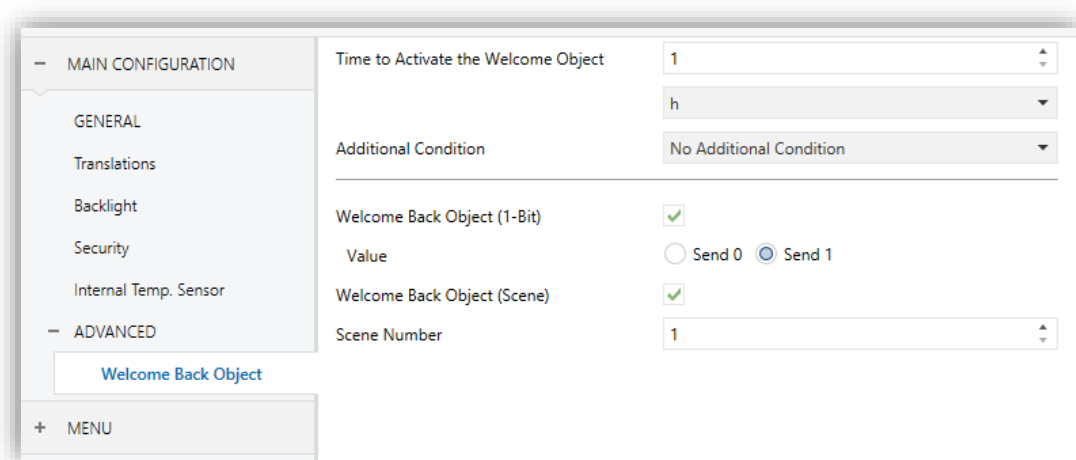 MAIN CONFIGURATION
GENERAL
Translations
Backlight
Security
Internal Temp. Sensor
ADVANCED
Welcome Back Object
MENU
Time to Activate the Welcome Object 1
h
Additional Condition No Additional Condition
Welcome Back Object (1-Bit)
Value Send 0 Send 1
Welcome Back Object (Scene)
Scene Number 1